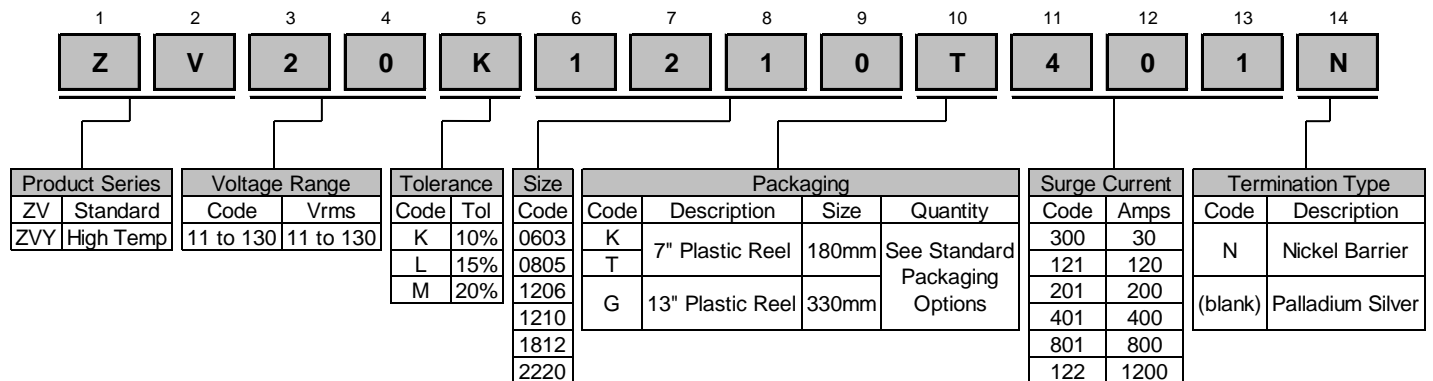 1 2 3 4 5 6 7 8 9 10 11 12 13 14
Z V 2 0 K 1 2 1 0 T 4 0 1 N
Product Series
ZV Standard
ZVY High Temp
Voltage Range
Code Vrms
11 to 130 11 to 130
Tolerance
Code Tol
K 10%
L 15%
M 20%
Size
Code
0603
0805
1206
1210
1812
2220
Packaging
Code Description Size Quantity
K
T
7" Plastic Reel 180mm
G 13" Plastic Reel 330mm
See Standard
Packaging
Options
Surge Current
Code Amps
300 30
121 120
201 200
401 400
801 800
122 1200
Termination Type
Code Description
N Nickel Barrier
(blank) Palladium Silver